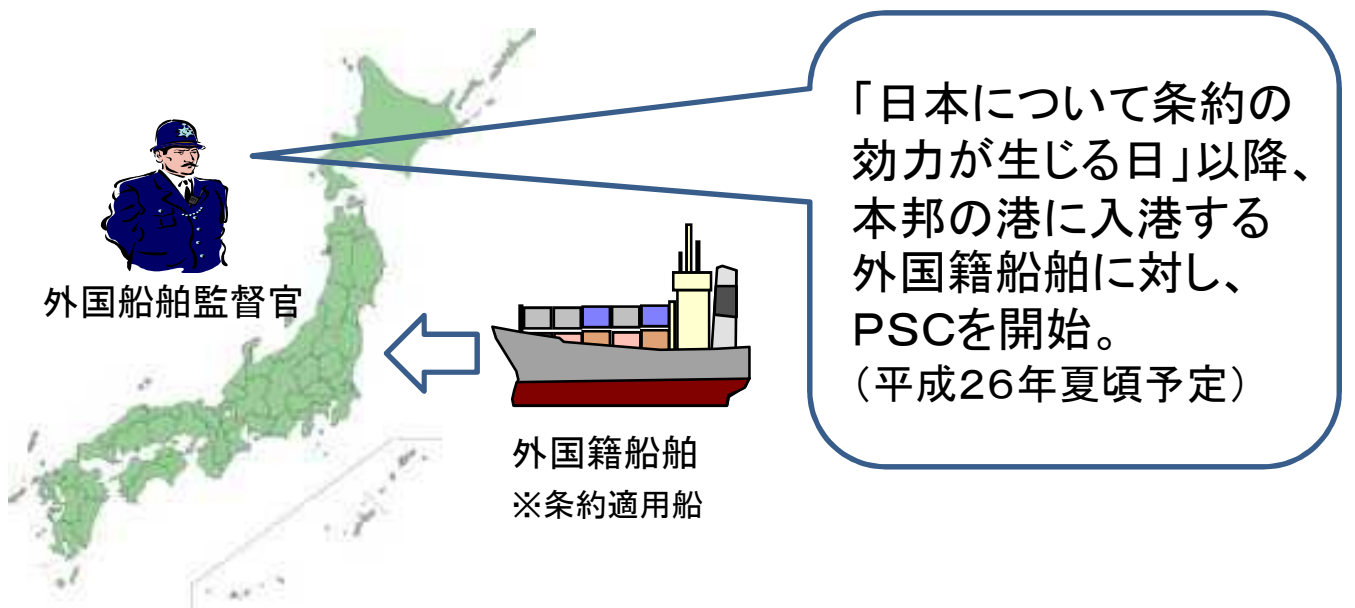 「日本について条約の
効力が生じる日」以降、
本邦の港に入港する
外国籍船舶に対し、
PSCを開始。
（平成26年夏頃予定）
外国船舶監督官
外国籍船舶
※条約適用船